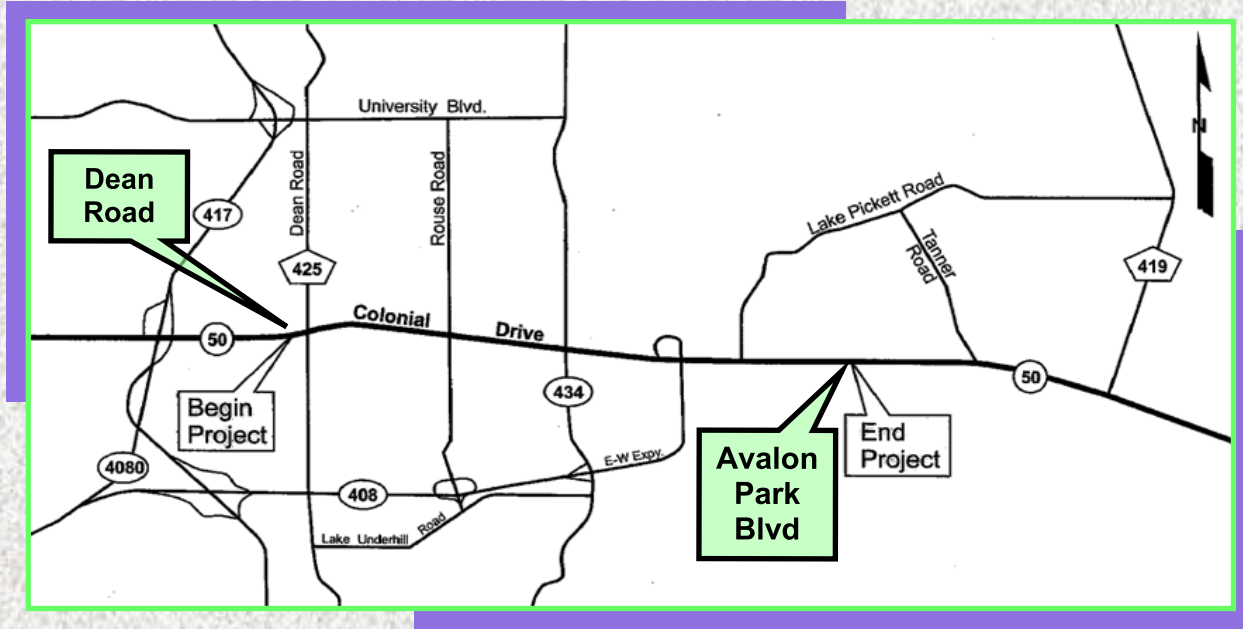 University Blvd.
N
Dean
Road
Dean Road
Rouse Road
Lake Pickett Road
417
Tanner
Road
425
419
Colonial
Drive
50
50
434
Begin
Project
End
Project
Avalon
Park
Blvd
E-W Expy.
4080
408
Road
Lake Underhill